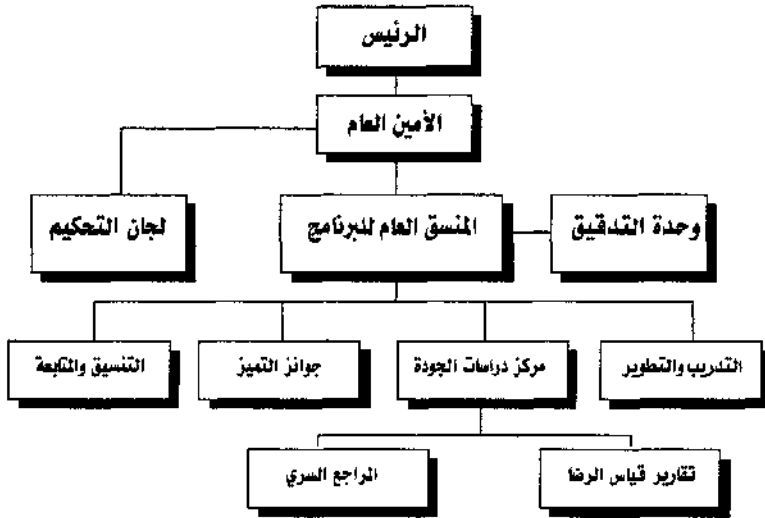 الرئيس
الأمين العام
وحدة التدقيق
المنسق العام للبرنامج
لجان التحكيم
التدريب والتطوير
مركز دراسات الجودة
جوائز التميز
التنسيق والمتابعة
تقارير قياس الرضا
المراجع السري